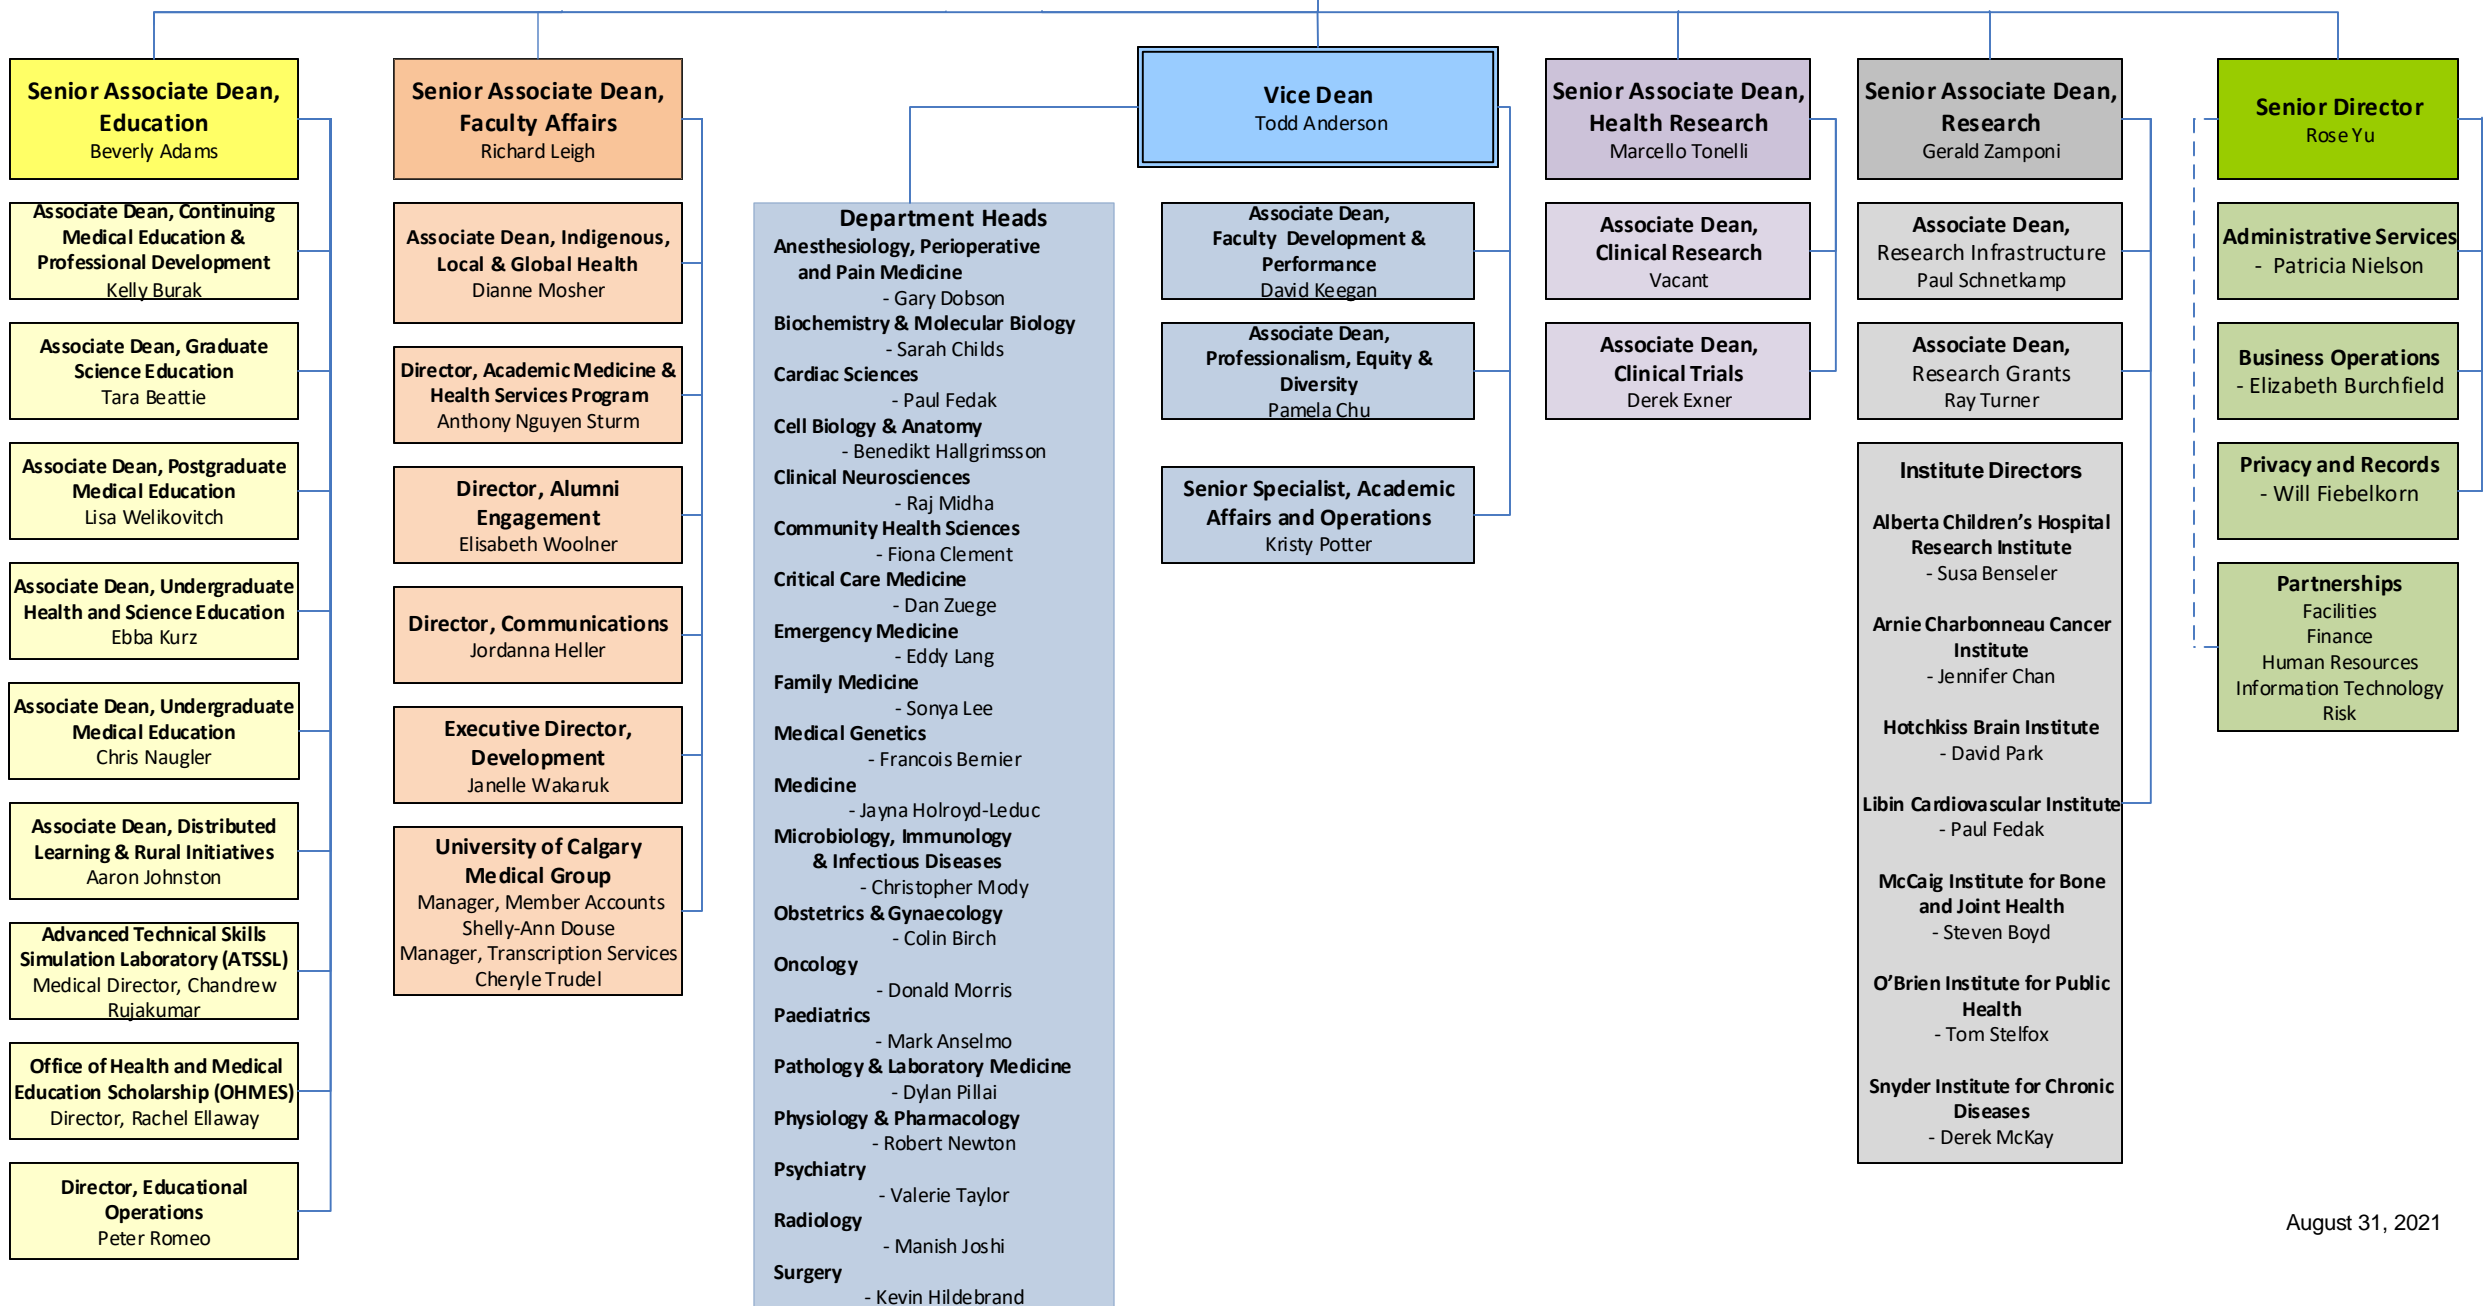 Senior Associate Dean,
Education
Beverly Adams
Associate Dean, Continuing
Medical Education &
Professional Development
Kelly Burak
Associate Dean, Graduate
Science Education
Tara Beattie
Associate Dean, Postgraduate
Medical Education
Lisa Welikovitch
Associate Dean, Undergraduate
Health and Science Education
Ebba Kurz
Associate Dean, Undergraduate
Medical Education
Chris Naugler
Associate Dean, Distributed
Learning & Rural Initiatives
Aaron Johnston
Advanced Technical Skills
Simulation Laboratory (ATSSL)
Medical Director, Chandrew
Rujakumar
Office of Health and Medical
Education Scholarship (OHMES)
Director, Rachel Ellaway
Director, Educational
Operations
Peter Romeo
Senior Associate Dean,
Faculty Affairs
Richard Leigh
Associate Dean, Indigenous,
Local & Global Health
Dianne Mosher
Director, Academic Medicine &
Health Services Program
Anthony Nguyen Sturm
Director, Alumni
Engagement
Elisabeth Woolner
Director, Communications
Jordanna Heller
Executive Director,
Development
Janelle Wakaruk
University of Calgary
Medical Group
Manager, Member Accounts
Shelly-Ann Douse
Manager, Transcription Services
Cheryle Trudel
Vice Dean
Todd Anderson
Department Heads
Anesthesiology, Perioperative
and Pain Medicine
- Gary Dobson
Biochemistry & Molecular Biology
- Sarah Childs
Cardiac Sciences
- Paul Fedak
Cell Biology & Anatomy
- Benedikt Hallgrimsson
Clinical Neurosciences
- Raj Midha
Community Health Sciences
- Fiona Clement
Critical Care Medicine
- Dan Zuege
Emergency Medicine
- Eddy Lang
Family Medicine
- Sonya Lee
Medical Genetics
- Francois Bernier
Medicine
- Jayna Holroyd-Leduc
Microbiology, Immunology
& Infectious Diseases
- Christopher Mody
Obstetrics & Gynaecology
- Colin Birch
Oncology
- Donald Morris
Paediatrics
- Mark Anselmo
Pathology & Laboratory Medicine
- Dylan Pillai
Physiology & Pharmacology
- Robert Newton
Psychiatry
- Valerie Taylor
Radiology
- Manish Joshi
Surgery
- Kevin Hildebrand
Associate Dean,
Faculty Development &
Performance
David Keegan
Associate Dean,
Professionalism, Equity &
Diversity
Pamela Chu
Senior Specialist, Academic
Affairs and Operations
Kristy Potter
Senior Associate Dean,
Health Research
Marcello Tonelli
Associate Dean,
Clinical Research
Vacant
Associate Dean,
Clinical Trials
Derek Exner
Senior Associate Dean,
Research
Gerald Zamponi
Associate Dean,
Research Infrastructure
Paul Schnetkamp
Associate Dean,
Research Grants
Ray Turner
Institute Directors
Alberta Children’s Hospital
Research Institute
- Susa Benseler
Arnie Charbonneau Cancer
Institute
- Jennifer Chan
Hotchkiss Brain Institute
- David Park
Libin Cardiovascular Institute
- Paul Fedak
McCaig Institute for Bone
and Joint Health
- Steven Boyd
O’Brien Institute for Public
Health
- Tom Stelfox
Snyder Institute for Chronic
Diseases
- Derek McKay
Senior Director
Rose Yu
Administrative Services
- Patricia Nielson
Business Operations
- Elizabeth Burchfield
Privacy and Records
- Will Fiebelkorn
Partnerships
Facilities
Finance
Human Resources
Information Technology
Risk
August 31, 2021